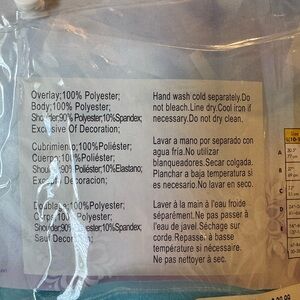 Overlay;100% Polyester;
Body;100% Polyester;
Shoulder;90% Polyester;10%Spandex;
Exclusive Of Decoration;
Cubrimiento;100%Poliéster;
Cuerpo;100%Poliéster;
Shoulder;90%Poliéster;10%Elastano;
Excepto Decoracion;
Doublage;100%Polyester;
Corps;100% Polyester;
Shoulder;90%Polyester;10%Spandex;
Sauf Decoration;
Hand wash cold separately.Do
not bleach.Line dry.Cool iron if
necessary.Do not dry clean.
Lavar a mano por separado con
agua fria.No utilizar
blanqueadores.Secar colgada.
Planchar a baja temperatura si
es necesario.No lavar en seco.
Laver à la main à l'eau froide
séparément.Ne pas passer à
l'eau de javel.Séchage sur
corde.Repasser. à basse
température si nécessaire.
Ne pas nettoyer à sec.
A
B
C
D
E